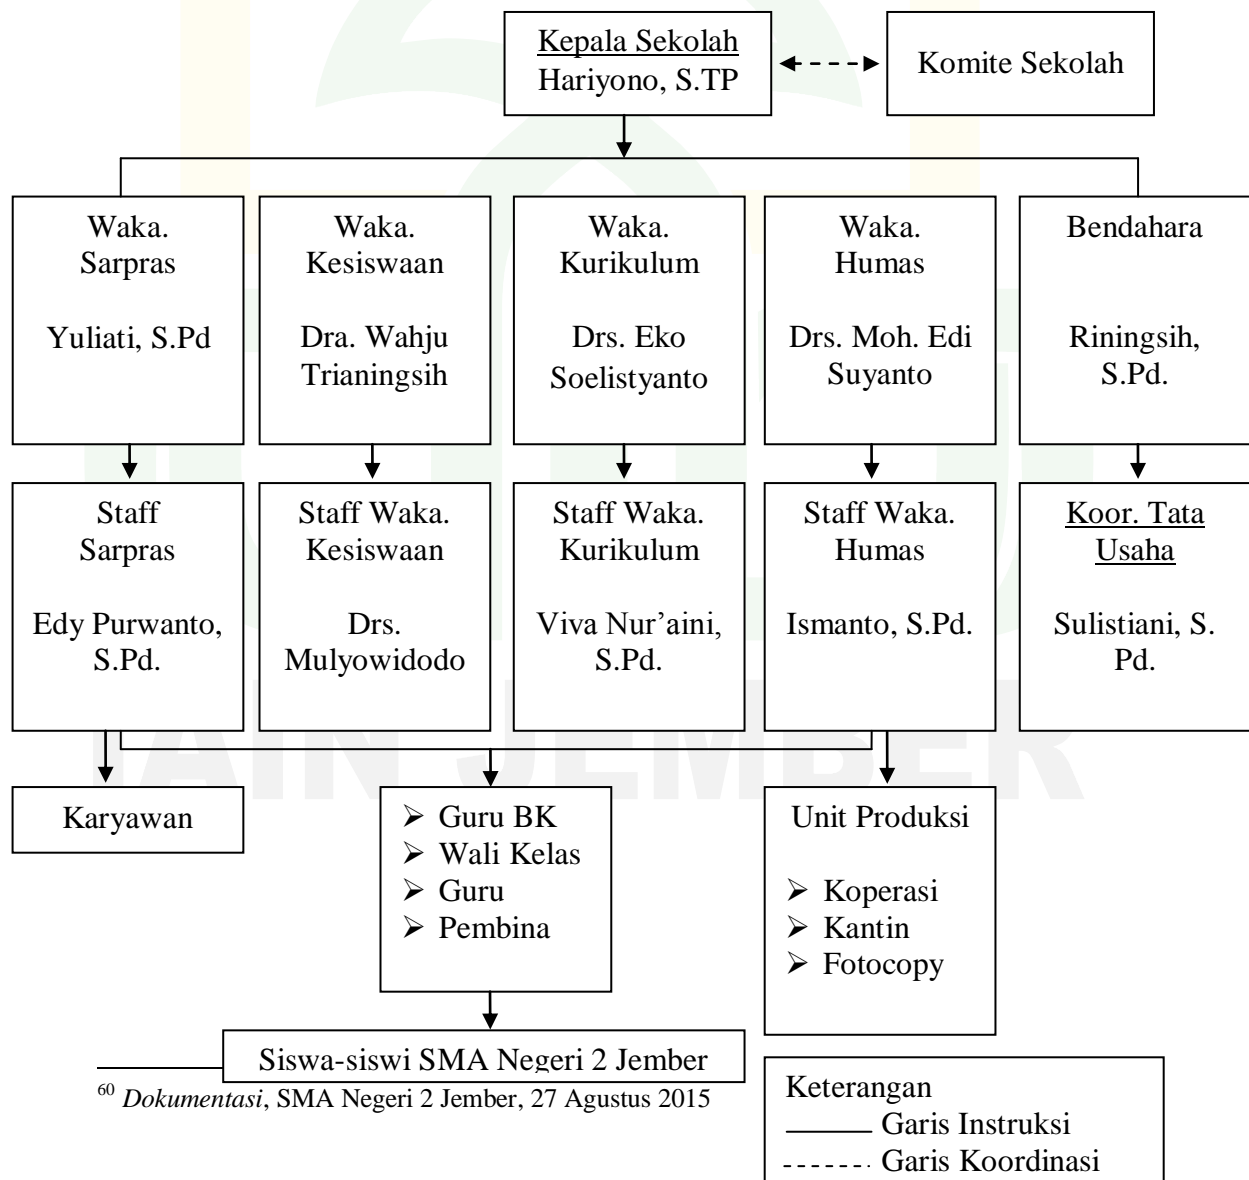 Kepala Sekolah
Hariyono, S.TP
Komite Sekolah
Waka.
Sarpras
Yuliati, S.Pd
Waka.
Kesiswaan
Dra. Wahju
Trianingsih
Waka.
Kurikulum
Drs. Eko
Soelistyanto
Waka.
Humas
Drs. Moh. Edi
Suyanto
Bendahara
Riningsih,
S.Pd.
Staff
Sarpras
Edy Purwanto,
S.Pd.
Staff Waka.
Kesiswaan
Drs.
Mulyowidodo
Staff Waka.
Kurikulum
Viva Nur’aini,
S.Pd.
Staff Waka.
Humas
Ismanto, S.Pd.
Koor. Tata
Usaha
Sulistiani, S.
Pd.
IAIN JEMBER
Karyawan
➢ Guru BK
➢ Wali Kelas
➢ Guru
➢ Pembina
Unit Produksi
➢ Koperasi
➢ Kantin
➢ Fotocopy
Siswa-siswi SMA Negeri 2 Jember
60 Dokumentasi, SMA Negeri 2 Jember, 27 Agustus 2015
Keterangan
Garis Instruksi
Garis Koordinasi